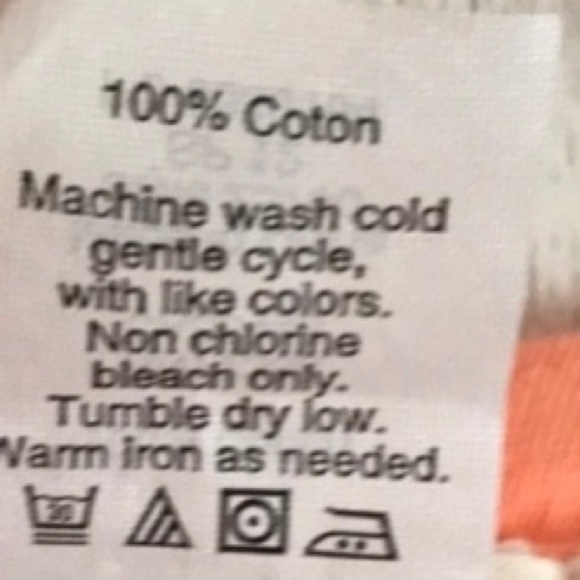 100% Coton
Machine wash cold
gentle cycle,
with like colors.
Non chlorine
bleach only.
Tumble dry low.
Warm iron as needed.
30